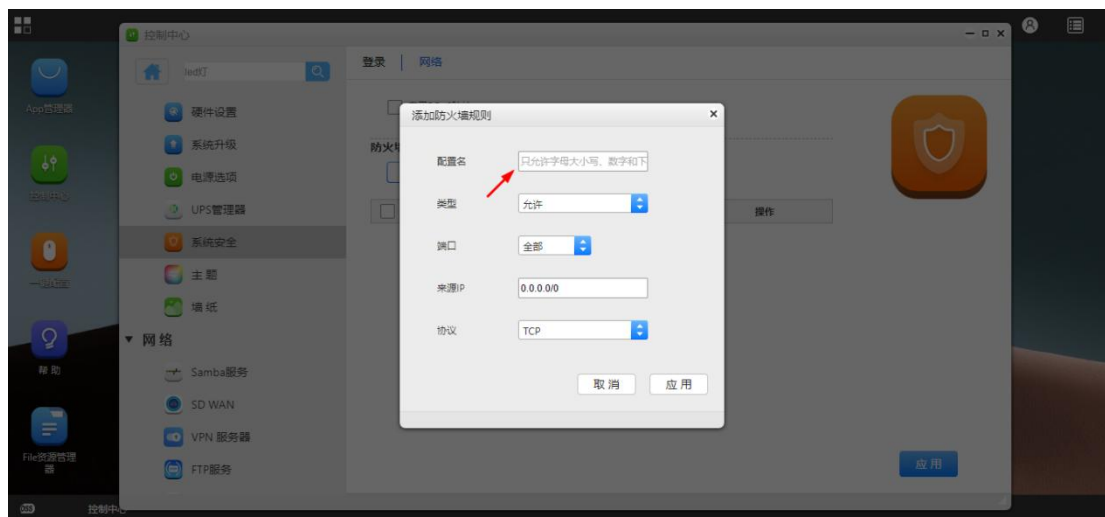 控制中心
登录 | 网络
App管理器
硬件设置
添加防火墙规则
系统升级
防火墙
配置名
只允许字母大小写、数字和下
电源选项
控制中心
UPS管理器
类型
允许
操作
系统安全
端口
全部
主题
来源IP
0.0.0.0/0
墙纸
网络
协议
TCP
帮助
Samba服务
取消
应用
SD WAN
VPN 服务器
File资源管理
器
FTP服务
应用
控制中心